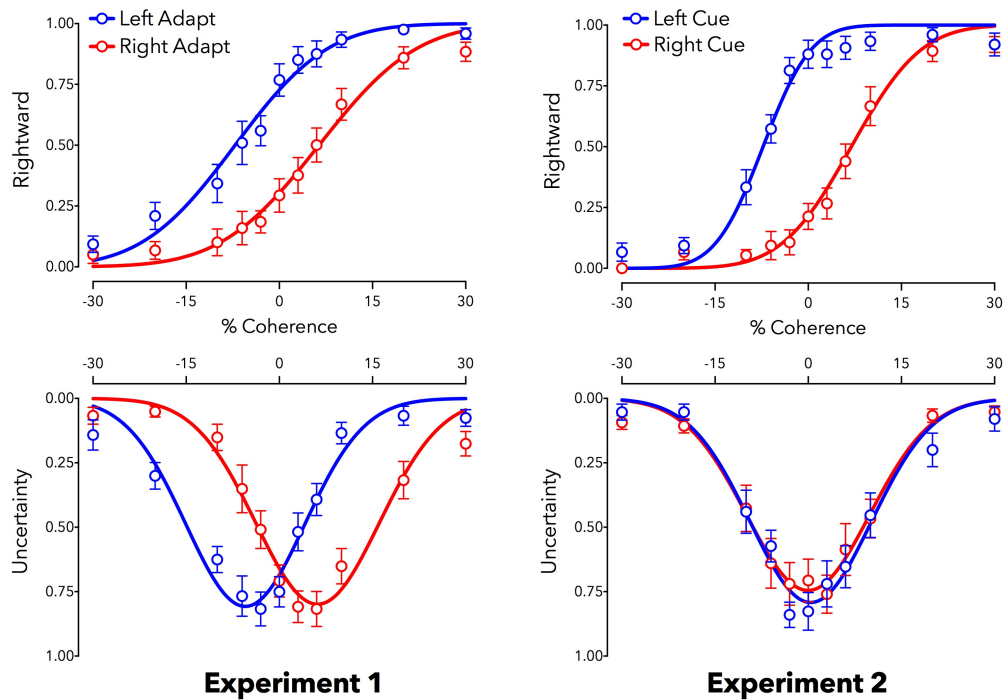 Left Adapt
Right Adapt
Rightward
1.00
0.75
0.50
0.25
0.00
-30 -15 0 15 30
% Coherence
Left Cue
Right Cue
Rightward
1.00
0.75
0.50
0.25
0.00
-30 -15 0 15 30
% Coherence
-30 -15 0 15 30
Uncertainty
0.00
0.25
0.50
0.75
1.00
Experiment 1
-30 -15 0 15 30
Uncertainty
0.00
0.25
0.50
0.75
1.00
Experiment 2